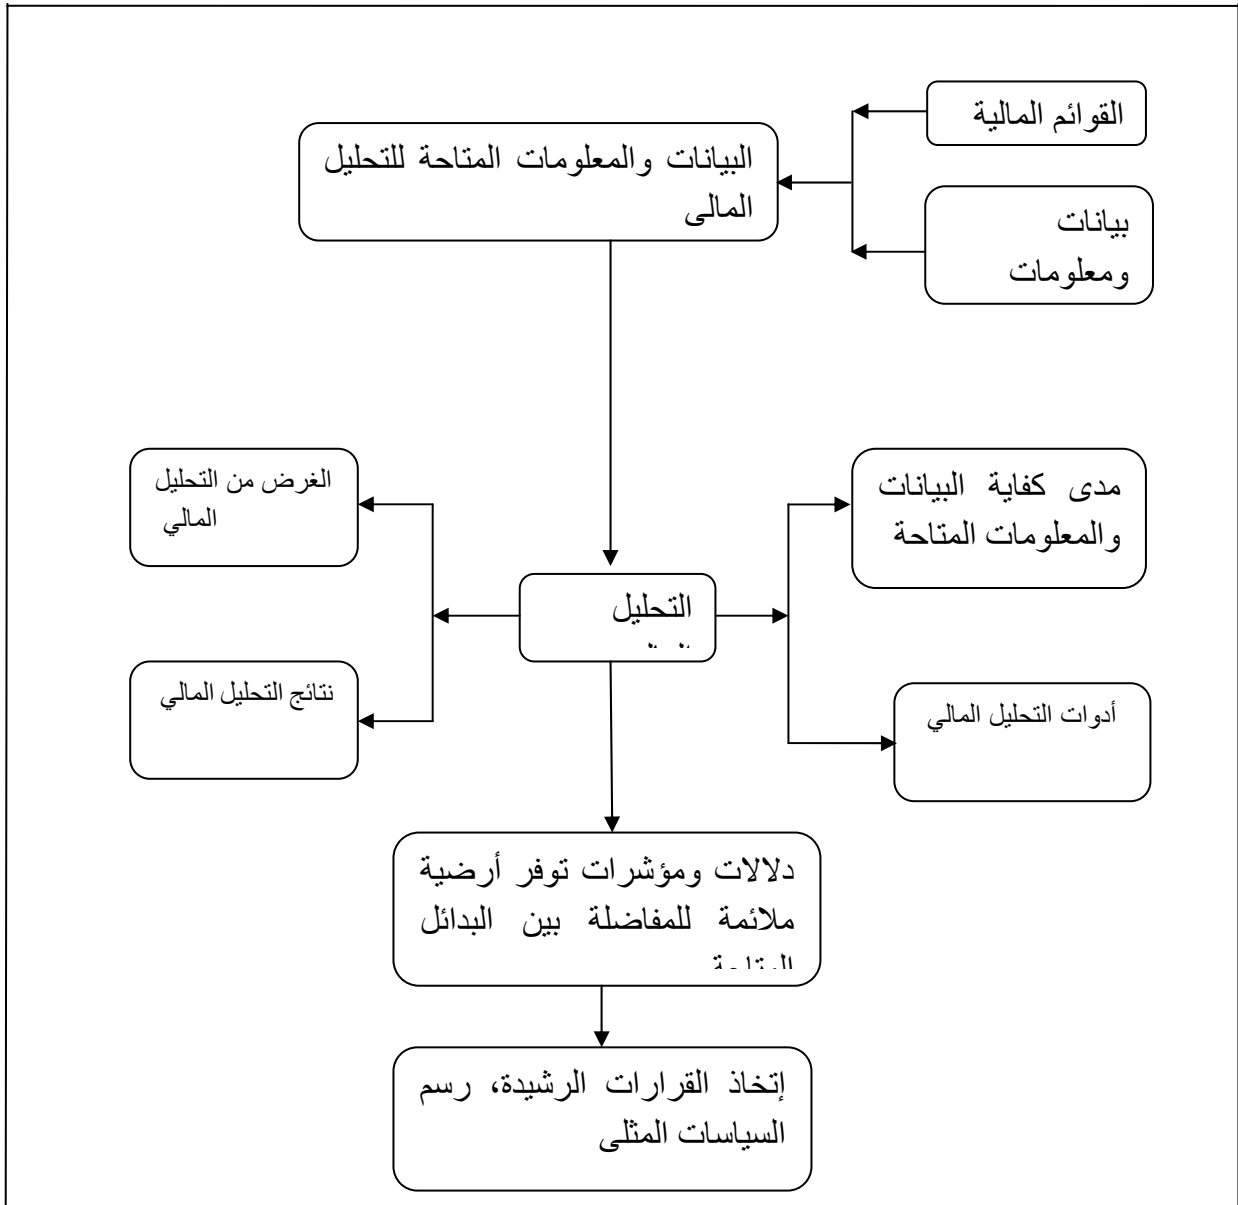 القوائم المالية
البيانات والمعلومات المتاحة للتحليل
المالى
بيانات
ومعلومات
مدى كفاية البيانات
والمعلومات المتاحة
الغرض من التحليل
المالي
التحليل
نتائج التحليل المالي
أدوات التحليل المالي
دلالات ومؤشرات توفر أرضية
ملائمة للمفاضلة بين البدائل
إتخاذ القرارات الرشيدة، رسم
السياسات المثلى